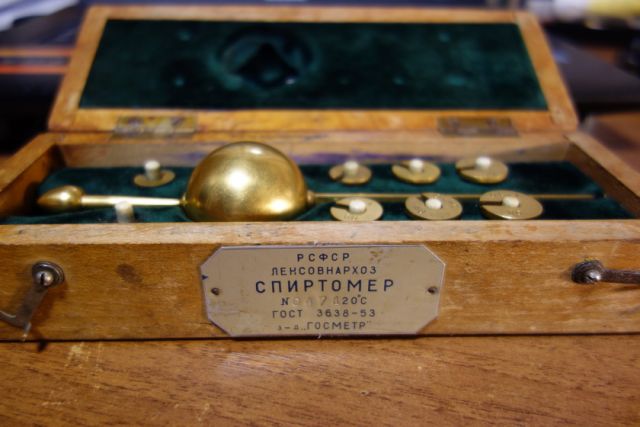 РСФСР
ЛЕНСОВНАРХОЗ
СПИРТОМЕР
№ 20°С
ГОСТ 3638-53
з-д "ГОСМЕТР"